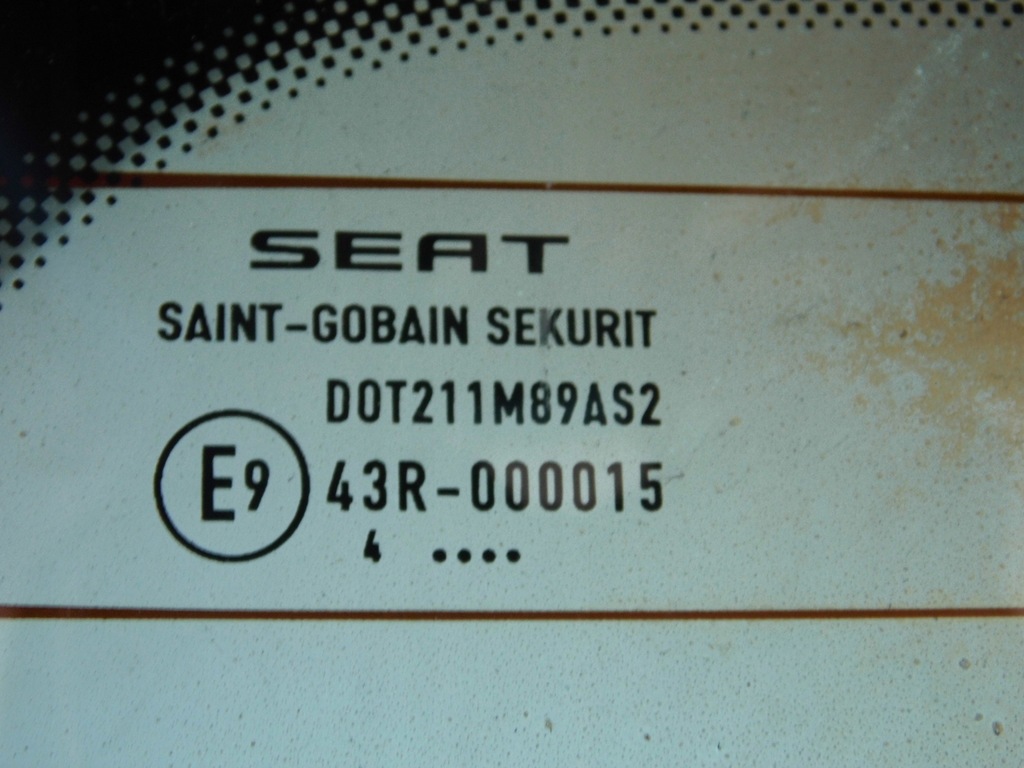 SEAT
SAINT-GOBAIN SEKURIT
DOT211M89AS2
E9 43R-000015
4 ....